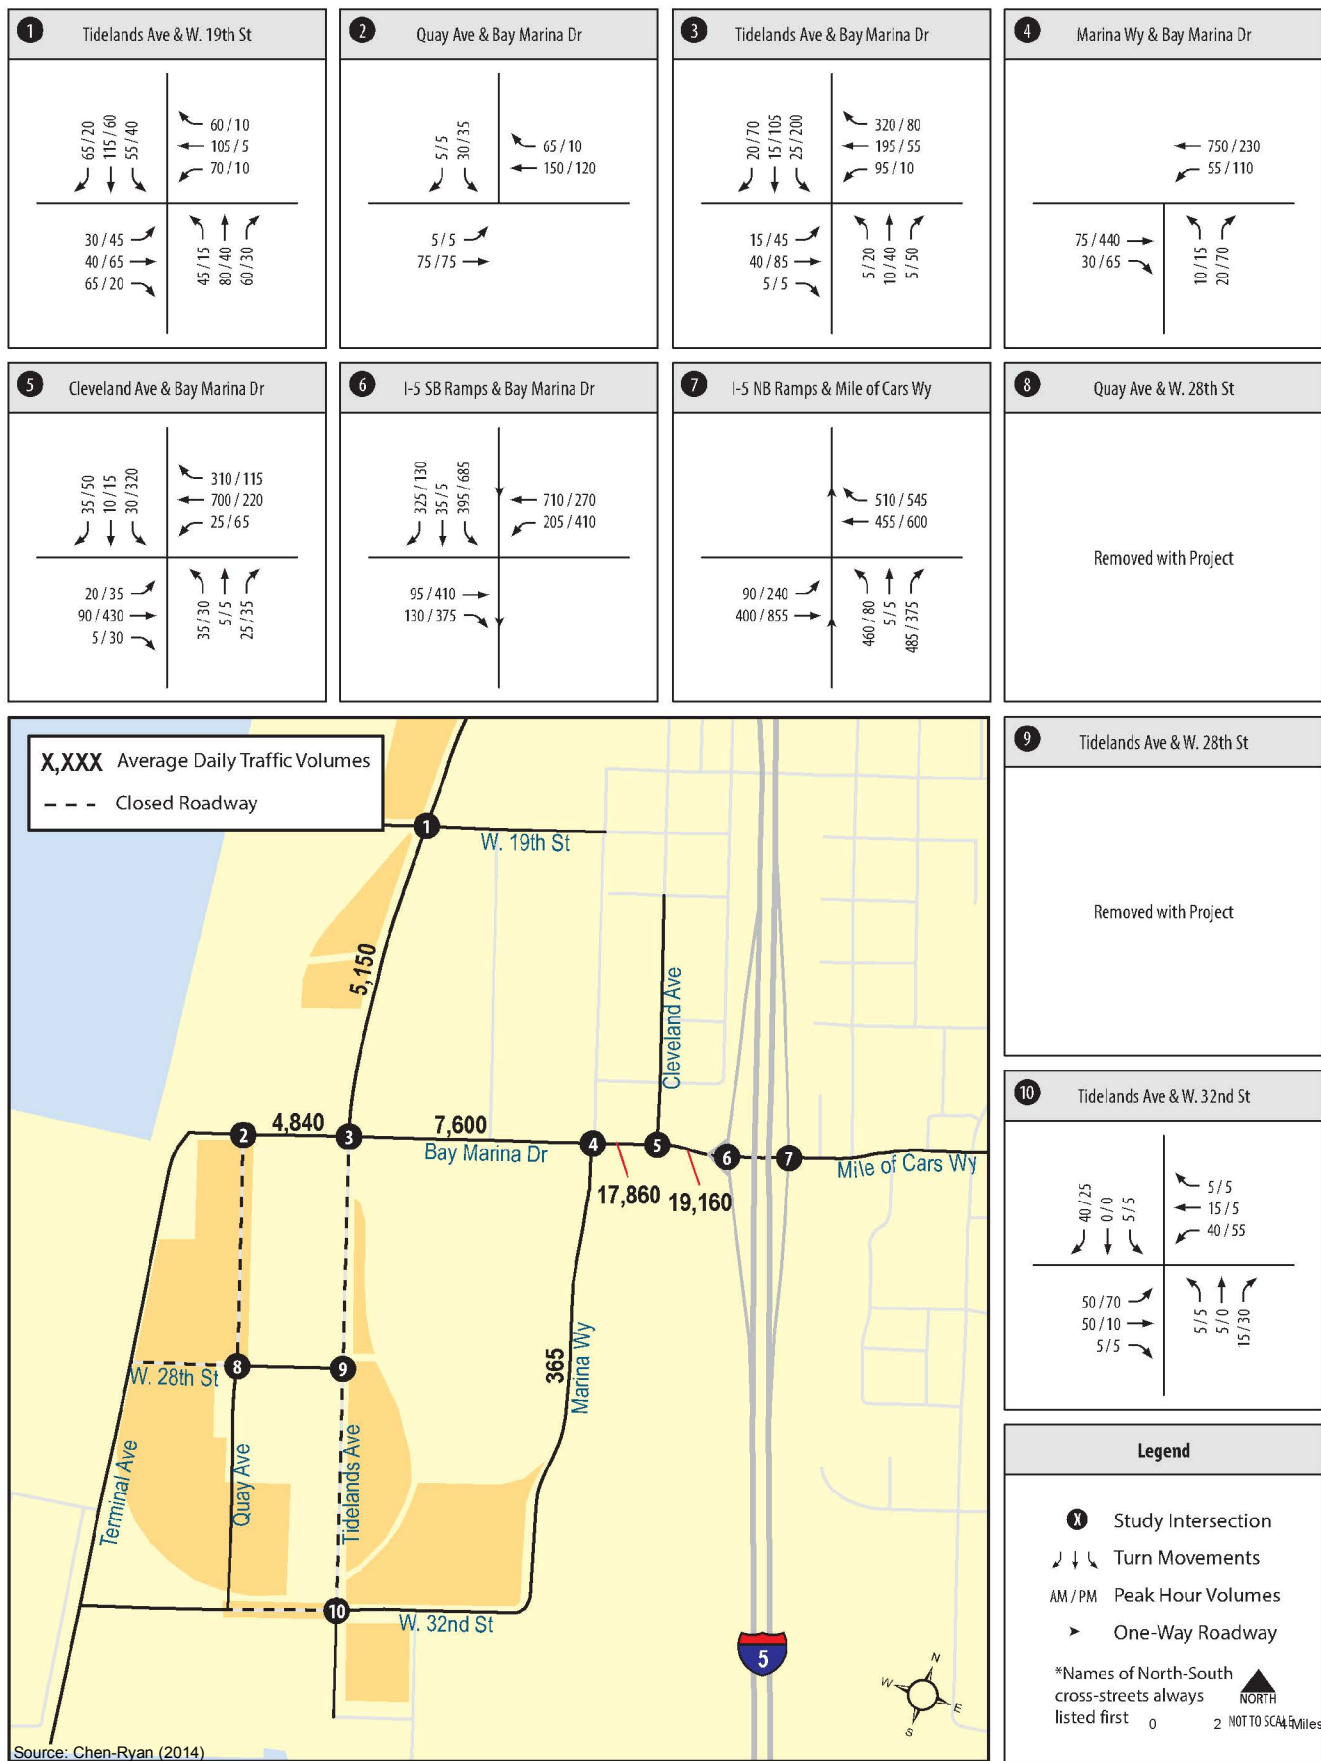 1 Tidelands Ave & W. 19th St
65 / 20
115 / 60
55 / 40
60 / 10
105 / 5
70 / 10
30 / 45
40 / 65
65 / 20
45 / 15
80 / 40
60 / 30
2 Quay Ave & Bay Marina Dr
5 / 5
30 / 35
65 / 10
150 / 120
5 / 5
75 / 75
3 Tidelands Ave & Bay Marina Dr
20 / 70
15 / 105
25 / 200
320 / 80
195 / 55
95 / 10
15 / 45
40 / 85
5 / 5
5 / 20
10 / 40
5 / 50
4 Marina Wy & Bay Marina Dr
750 / 230
55 / 110
75 / 440
30 / 65
10 / 15
20 / 70
5 Cleveland Ave & Bay Marina Dr
35 / 50
10 / 15
30 / 320
310 / 115
700 / 220
25 / 65
20 / 35
90 / 430
5 / 30
35 / 30
5 / 5
25 / 35
6 I-5 SB Ramps & Bay Marina Dr
325 / 130
35 / 5
395 / 685
710 / 270
205 / 410
95 / 410
130 / 375
7 I-5 NB Ramps & Mile of Cars Wy
510 / 545
455 / 600
90 / 240
400 / 855
460 / 80
5 / 5
485 / 375
8 Quay Ave & W. 28th St
Removed with Project
9 Tidelands Ave & W. 28th St
Removed with Project
10 Tidelands Ave & W. 32nd St
40 / 25
0 / 0
5 / 5
5 / 5
15 / 5
40 / 55
50 / 70
50 / 10
5 / 5
5 / 5
5 / 0
15 / 30
X,XXX Average Daily Traffic Volumes
Closed Roadway
1
W. 19th St
5,150
Cleveland Ave
2
4,840
3
7,600
Bay Marina Dr
4
5
6
7
Mile of Cars Wy
17,860
19,160
365
Marina Wy
8
9
W. 28th St
Terminal Ave
Quay Ave
Tidelands Ave
10
W. 32nd St
5
N
W
E
S
Source: Chen-Ryan (2014)
Legend
X Study Intersection
Turn Movements
AM / PM Peak Hour Volumes
One-Way Roadway
*Names of North-South
cross-streets always
listed first
NORTH
NOT TO SCALE
0 2 4 Miles